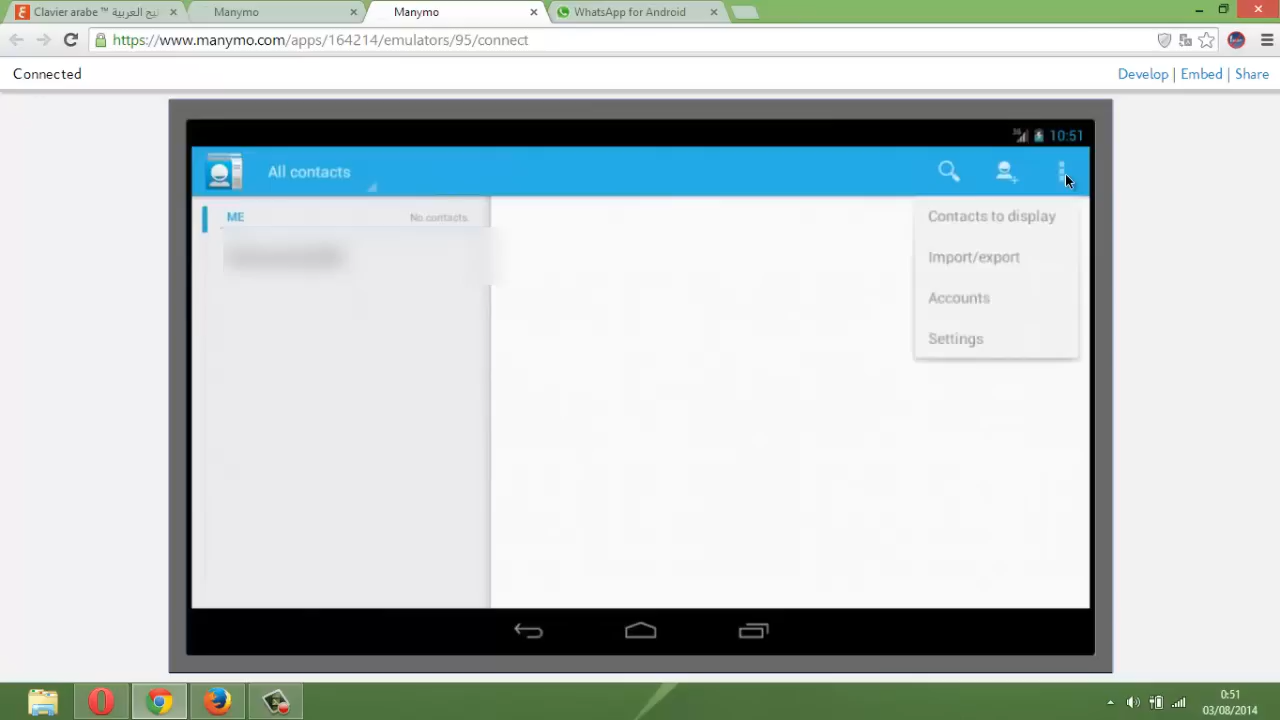 Clavier arabe ™ لوحة المفاتيح العربية
Manymo
Manymo
WhatsApp for Android
https://www.manymo.com/apps/164214/emulators/95/connect
Connected
Develop | Embed | Share
10:51
All contacts
Contacts to display
ME
No contacts.
Import/export
Accounts
Settings
0:51
03/08/2014